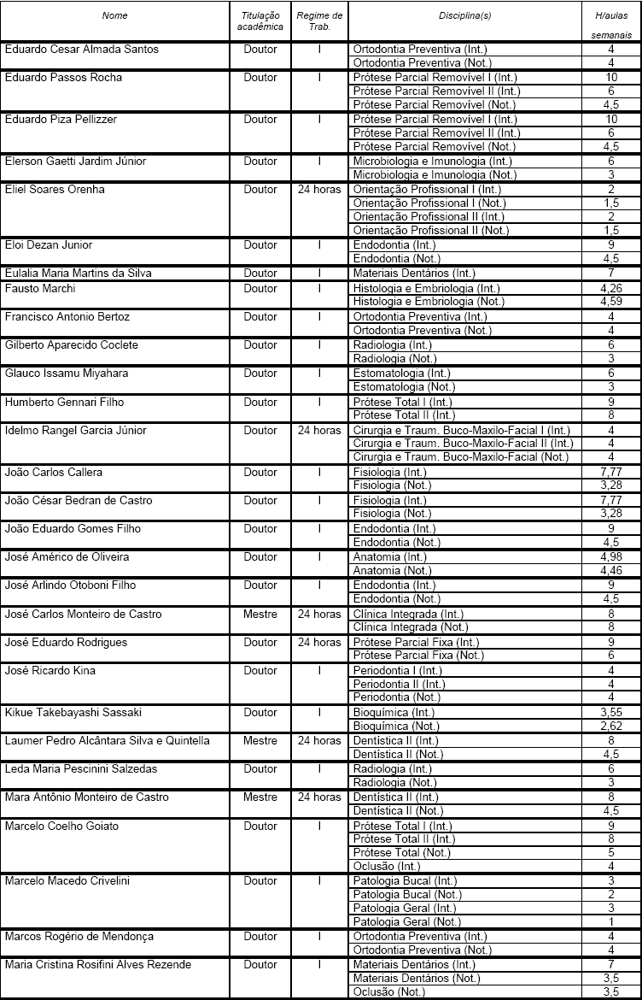 Nome Titulação acadêmica Regime de Trab. Disciplina(s) H/aulas semanais
Eduardo Cesar Almada Santos Doutor I Ortodontia Preventiva (Int.) 4
Ortodontia Preventiva (Not.) 4
Eduardo Passos Rocha Doutor I Prótese Parcial Removível I (Int.) 10
Prótese Parcial Removível II (Int.) 6
Prótese Parcial Removível (Not.) 4,5
Eduardo Piza Pellizzer Doutor I Prótese Parcial Removível I (Int.) 10
Prótese Parcial Removível II (Int.) 6
Prótese Parcial Removível (Not.) 4,5
Elerson Gaetti Jardim Júnior Doutor I Microbiologia e Imunologia (Int.) 6
Microbiologia e Imunologia (Not.) 3
Eliel Soares Orenha Doutor 24 horas Orientação Profissional I (Int.) 2
Orientação Profissional I (Not.) 1,5
Orientação Profissional II (Int.) 2
Orientação Profissional II (Not.) 1,5
Eloi Dezan Junior Doutor I Endodontia (Int.) 9
Endodontia (Not.) 4,5
Eulalia Maria Martins da Silva Doutor I Materiais Dentários (Int.) 7
Fausto Marchi Doutor I Histologia e Embriologia (Int.) 4,26
Histologia e Embriologia (Not.) 4,59
Francisco Antonio Bertoz Doutor I Ortodontia Preventiva (Int.) 4
Ortodontia Preventiva (Not.) 4
Gilberto Aparecido Coclete Doutor I Radiologia (Int.) 6
Radiologia (Not.) 3
Glauco Issamu Miyahara Doutor I Estomatologia (Int.) 6
Estomatologia (Not.) 3
Humberto Gennari Filho Doutor I Prótese Total I (Int.) 9
Prótese Total II (Int.) 8
Idelmo Rangel Garcia Júnior Doutor 24 horas Cirurgia e Traum. Buco-Maxilo-Facial I (Int.) 4
Cirurgia e Traum. Buco-Maxilo-Facial II (Int.) 4
Cirurgia e Traum. Buco-Maxilo-Facial (Not.) 4
João Carlos Callera Doutor I Fisiologia (Int.) 7,77
Fisiologia (Not.) 3,28
João César Bedran de Castro Doutor I Fisiologia (Int.) 7,77
Fisiologia (Not.) 3,28
João Eduardo Gomes Filho Doutor I Endodontia (Int.) 9
Endodontia (Not.) 4,5
José Américo de Oliveira Doutor I Anatomia (Int.) 4,98
Anatomia (Not.) 4,46
José Arlindo Otoboni Filho Doutor I Endodontia (Int.) 9
Endodontia (Not.) 4,5
José Carlos Monteiro de Castro Mestre 24 horas Clínica Integrada (Int.) 8
Clínica Integrada (Not.) 8
José Eduardo Rodrigues Doutor 24 horas Prótese Parcial Fixa (Int.) 9
Prótese Parcial Fixa (Not.) 6
José Ricardo Kina Doutor I Periodontia I (Int.) 4
Periodontia II (Int.) 4
Periodontia (Not.) 4
Kikue Takebayashi Sassaki Doutor I Bioquímica (Int.) 3,55
Bioquímica (Not.) 2,62
Laumer Pedro Alcântara Silva e Quintella Mestre 24 horas Dentística II (Int.) 8
Dentística II (Not.) 4,5
Leda Maria Pescinini Salzedas Doutor I Radiologia (Int.) 6
Radiologia (Not.) 3
Mara Antônio Monteiro de Castro Mestre 24 horas Dentística II (Int.) 8
Dentística II (Not.) 4,5
Marcelo Coelho Goiato Doutor I Prótese Total I (Int.) 9
Prótese Total II (Int.) 8
Prótese Total (Not.) 5
Oclusão (Int.) 4
Marcelo Macedo Crivelini Doutor I Patologia Bucal (Int.) 3
Patologia Bucal (Not.) 2
Patologia Geral (Int.) 3
Patologia Geral (Not.) 1
Marcos Rogério de Mendonça Doutor I Ortodontia Preventiva (Int.) 4
Ortodontia Preventiva (Not.) 4
Maria Cristina Rosifini Alves Rezende Doutor I Materiais Dentários (Int.) 7
Materiais Dentários (Not.) 3,5
Oclusão (Not.) 3,5